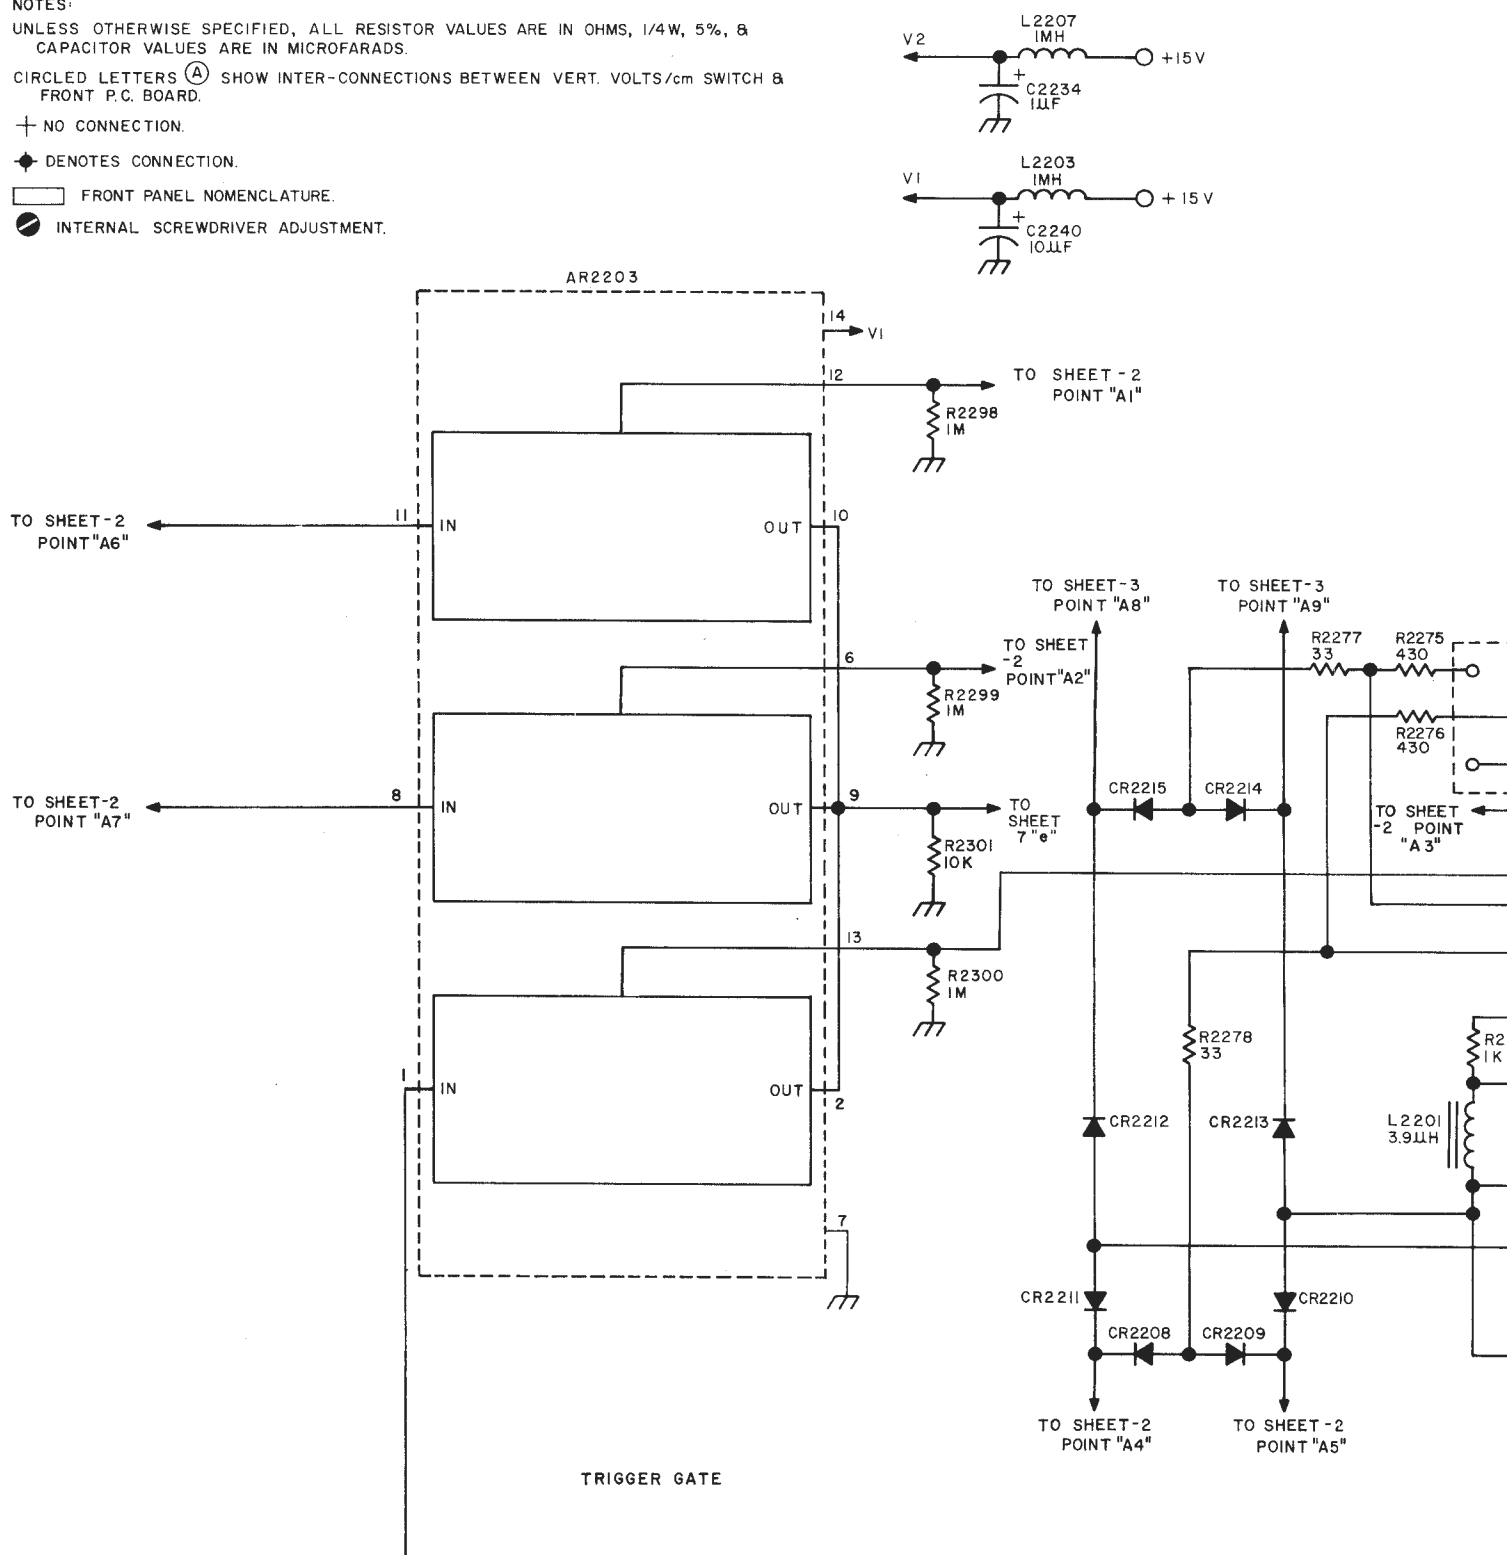 NOTES:
UNLESS OTHERWISE SPECIFIED, ALL RESISTOR VALUES ARE IN OHMS, 1/4W, 5%, &
CAPACITOR VALUES ARE IN MICROFARADS.
CIRCLED LETTERS (A) SHOW INTER-CONNECTIONS BETWEEN VERT. VOLTS/cm SWITCH &
FRONT P.C. BOARD.
NO CONNECTION.
DENOTES CONNECTION.
FRONT PANEL NOMENCLATURE.
INTERNAL SCREWDRIVER ADJUSTMENT.
L2207
1MH
V2
+15V
+
C2234
1µF
L2203
1MH
V1
+15V
+
C2240
10µF
AR2203
14
V1
12
TO SHEET-2
POINT "A1"
R2298
1M
TO SHEET-2
POINT "A6"
11
IN
OUT
10
TO SHEET-3
POINT "A8"
TO SHEET-3
POINT "A9"
6
TO SHEET
-2
POINT "A2"
R2299
1M
R2277
33
R2275
430
R2276
430
TO SHEET-2
POINT "A7"
8
IN
OUT
9
TO
SHEET
7 "e"
R2301
10K
CR2215
CR2214
TO SHEET
-2 POINT
"A3"
13
R2300
1M
R2278
33
R2
1K
1
IN
OUT
2
CR2212
CR2213
L2201
3.9µH
7
CR2211
CR2210
CR2208
CR2209
TO SHEET-2
POINT "A4"
TO SHEET-2
POINT "A5"
TRIGGER GATE